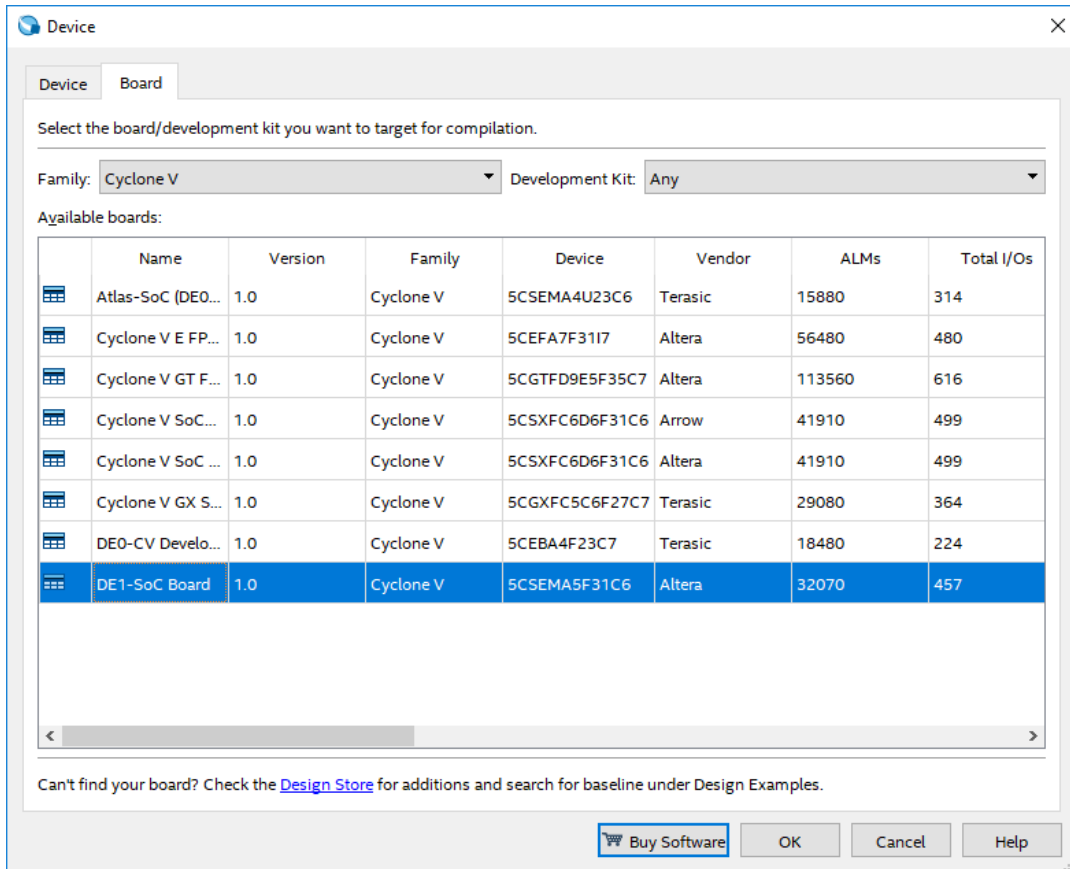 Device
Device Board
Select the board/development kit you want to target for compilation.
Family: Cyclone V Development Kit: Any
Available boards:
Name Version Family Device Vendor ALMs Total I/Os
Atlas-SoC (DE0... 1.0 Cyclone V 5CSEMA4U23C6 Terasic 15880 314
Cyclone V E FP... 1.0 Cyclone V 5CEFA7F31I7 Altera 56480 480
Cyclone V GT F... 1.0 Cyclone V 5CGTFD9E5F35C7 Altera 113560 616
Cyclone V SoC... 1.0 Cyclone V 5CSXFC6D6F31C6 Arrow 41910 499
Cyclone V SoC ... 1.0 Cyclone V 5CSXFC6D6F31C6 Altera 41910 499
Cyclone V GX S... 1.0 Cyclone V 5CGXFC5C6F27C7 Terasic 29080 364
DE0-CV Develo... 1.0 Cyclone V 5CEBA4F23C7 Terasic 18480 224
DE1-SoC Board 1.0 Cyclone V 5CSEMA5F31C6 Altera 32070 457
Can't find your board? Check the Design Store for additions and search for baseline under Design Examples.
Buy Software OK Cancel Help